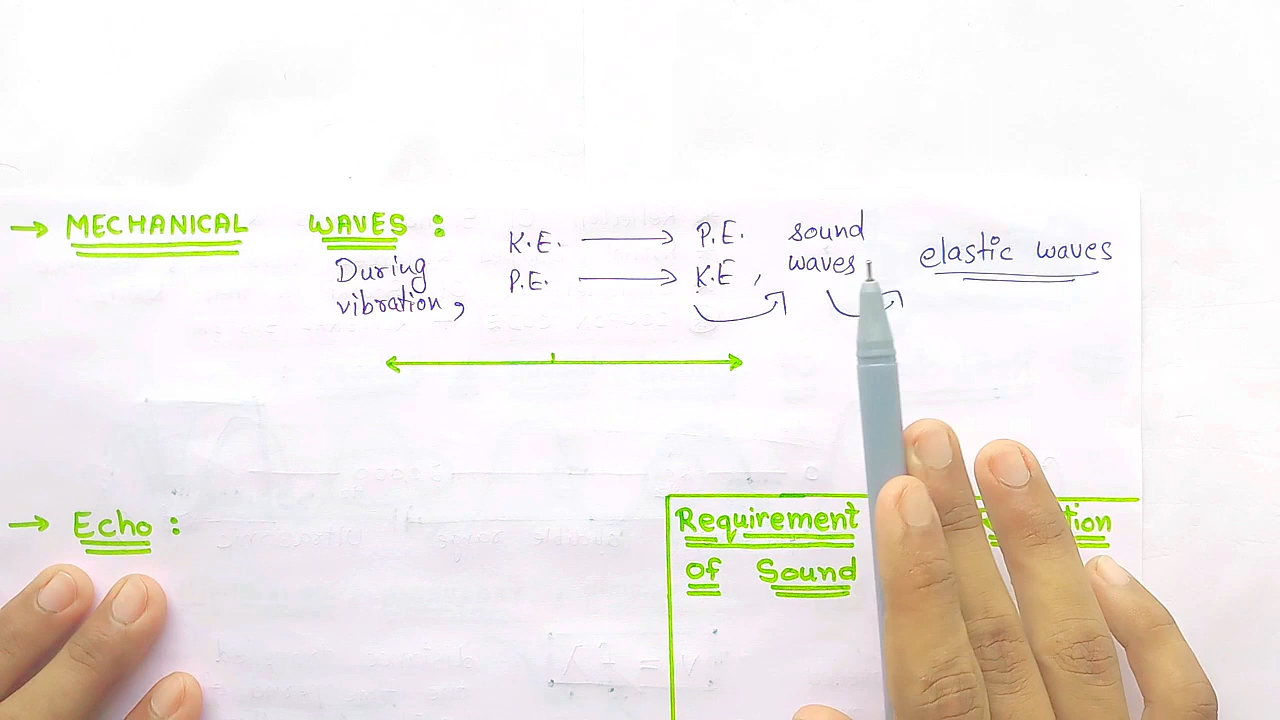 → MECHANICAL WAVES :
During vibration, K.E. → P.E.
P.E. → K.E , sound waves elastic waves
→ Echo :
Requirement
Of Sound